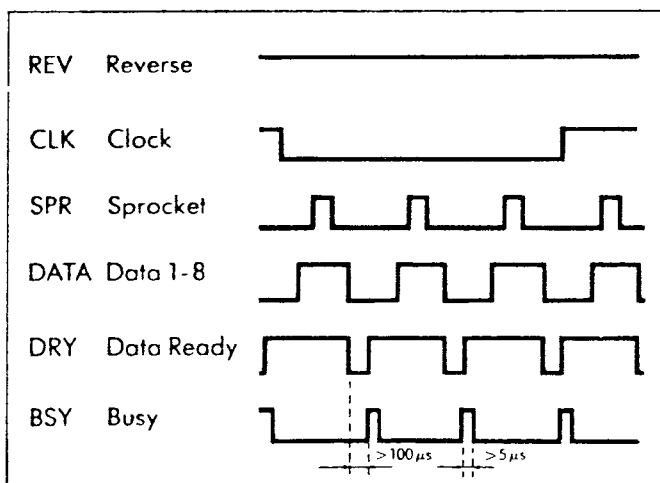 REV Reverse
CLK Clock
SPR Sprocket
DATA Data 1-8
DRY Data Ready
BSY Busy
>100 μs >5 μs